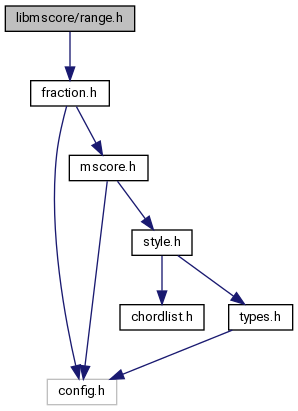 libmscore/range.h
fraction.h
mscore.h
style.h
chordlist.h
types.h
config.h